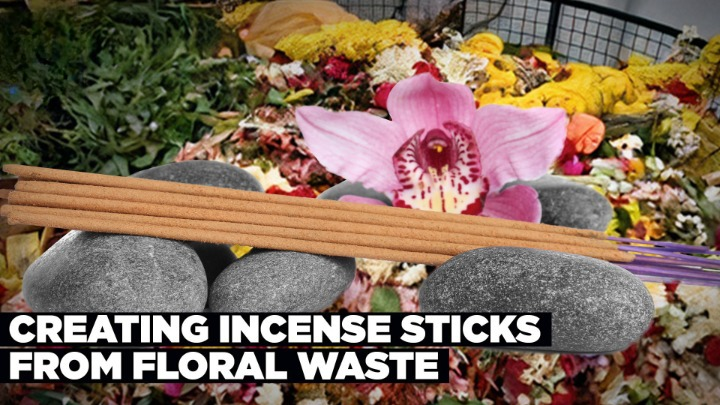 CREATING INCENSE STICKS
FROM FLORAL WASTE